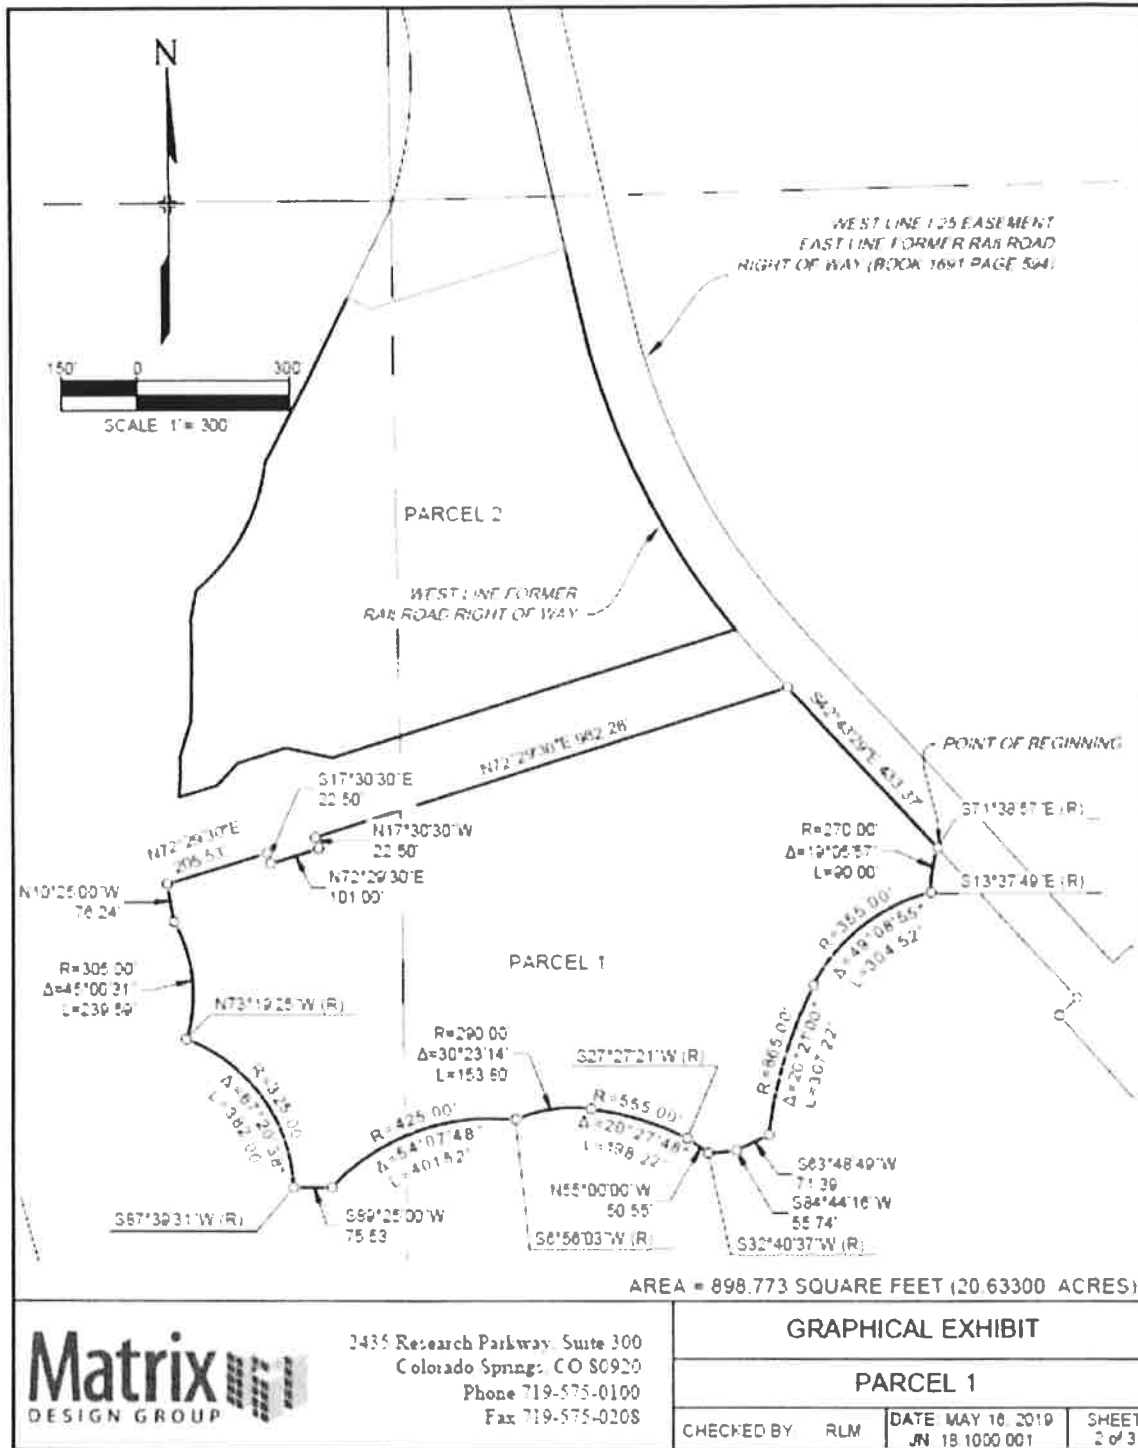 N
WEST LINE I-25 EASEMENT
EAST LINE FORMER RAILROAD
RIGHT OF WAY (BOOK 1691 PAGE 594)
150'
0
300'
SCALE 1" = 300'
PARCEL 2
WEST LINE FORMER
RAILROAD RIGHT OF WAY
N72°29'30"E 982.28'
S42°43'29"E 433.37'
POINT OF BEGINNING
S17°30'30"E
22.50'
S71°38'57"E (R)
N72°29'30"E
205.53'
N17°30'30"W
22.50'
R=270.00'
Δ=19°05'57"
L=90.00'
N72°29'30"E
101.00'
S13°37'49"E (R)
N10°25'00"W
76.24'
R=355.00'
Δ=49°08'55"
L=304.52'
PARCEL 1
R=305.00'
Δ=45°00'31"
L=239.59'
N73°19'25"W (R)
R=290.00'
Δ=30°23'14"
L=153.80'
S27°27'21"W (R)
R=865.00'
Δ=20°21'00"
L=307.22'
R=325.00'
Δ=67°20'38"
L=382.00'
R=425.00'
Δ=54°07'48"
L=401.52'
R=555.00'
Δ=20°27'48"
L=198.22'
S63°48'49"W
71.39'
N55°00'00"W
50.55'
S84°44'16"W
55.74'
S87°39'31"W (R)
S89°25'00"W
75.53'
S6°56'03"W (R)
S32°40'37"W (R)
AREA = 898,773 SQUARE FEET (20.63300 ACRES)
Matrix
DESIGN GROUP
2435 Research Parkway, Suite 300
Colorado Springs, CO 80920
Phone 719-575-0100
Fax 719-575-0208
GRAPHICAL EXHIBIT
PARCEL 1
CHECKED BY RLM
DATE: MAY 16, 2019
JN 18.1000.001
SHEET
2 of 3